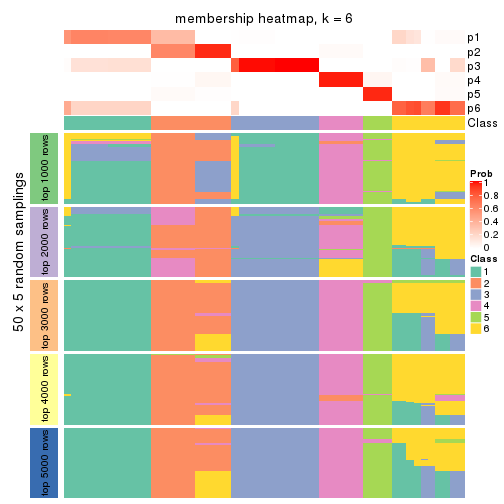 membership heatmap, k = 6
p1
p2
p3
p4
p5
p6
Class
50 x 5 random samplings
top 1000 rows
top 2000 rows
top 3000 rows
top 4000 rows
top 5000 rows
Prob
1
0.8
0.6
0.4
0.2
0
Class
1
2
3
4
5
6